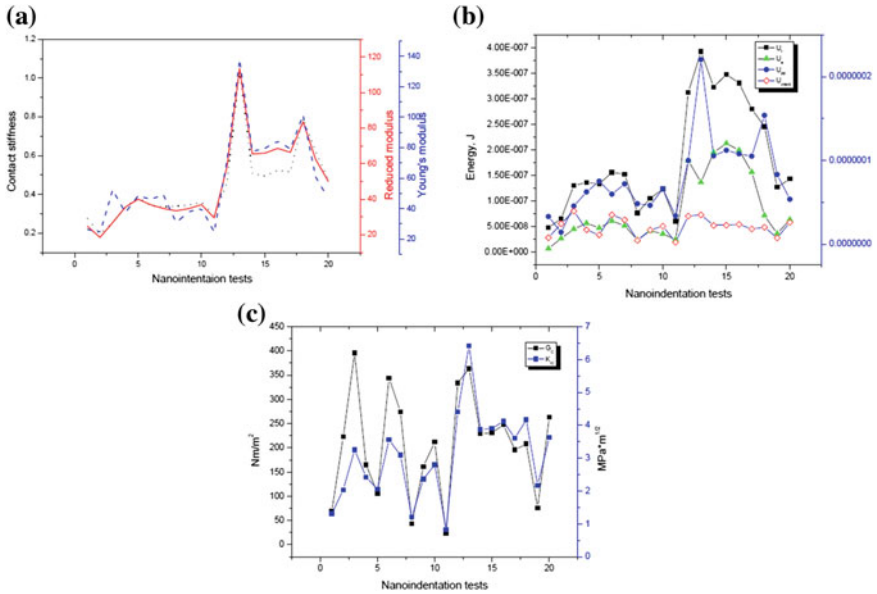 (a)
1.2
1.0
0.8
0.6
0.4
0.2
Contact stiffness
0
5
10
15
20
Nanointentaion tests
120
100
80
60
40
20
Reduced modulus
140
120
100
80
60
40
Young's modulus
(b)
4.00E-007
3.50E-007
3.00E-007
2.50E-007
2.00E-007
1.50E-007
1.00E-007
5.00E-008
0.00E+000
Energy, J
0
5
10
15
20
Nanoindentation tests
0.0000002
0.0000001
0.0000000
(c)
450
400
350
300
250
200
150
100
50
0
Nm/m²
0
5
10
15
20
Nanoindentation tests
7
6
5
4
3
2
1
0
MPa*m^1/2